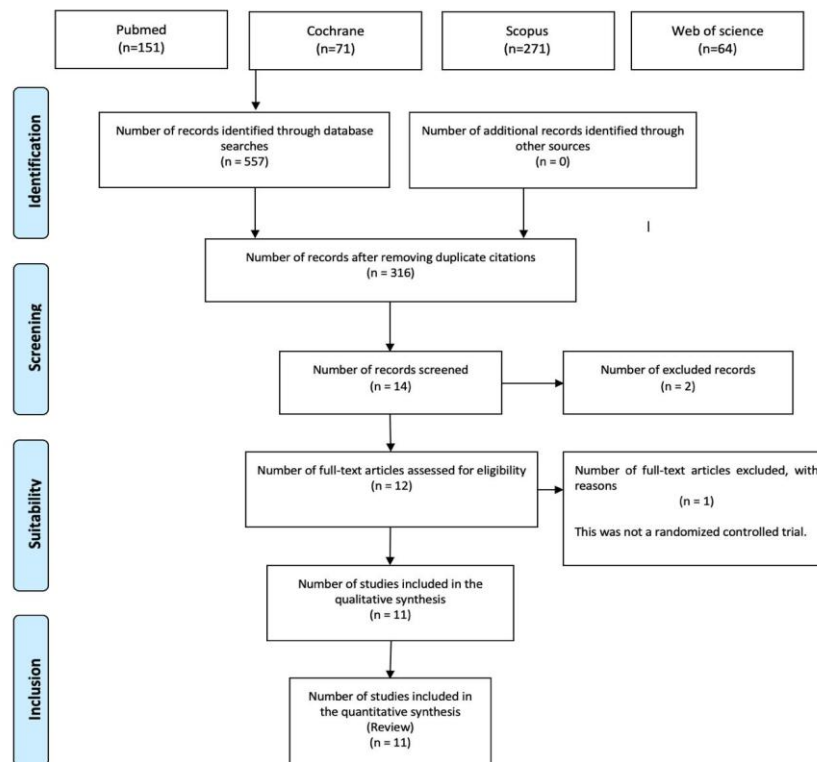 Pubmed
(n=151)
Cochrane
(n=71)
Scopus
(n=271)
Web of science
(n=64)
Identification
Number of records identified through database
searches
(n = 557)
Number of additional records identified through
other sources
(n = 0)
Number of records after removing duplicate citations
(n = 316)
Screening
Number of records screened
(n = 14)
Number of excluded records
(n = 2)
Suitability
Number of full-text articles assessed for eligibility
(n = 12)
Number of full-text articles excluded, with
reasons
(n = 1)
This was not a randomized controlled trial.
Number of studies included in the
qualitative synthesis
(n = 11)
Inclusion
Number of studies included in
the quantitative synthesis
(Review)
(n = 11)